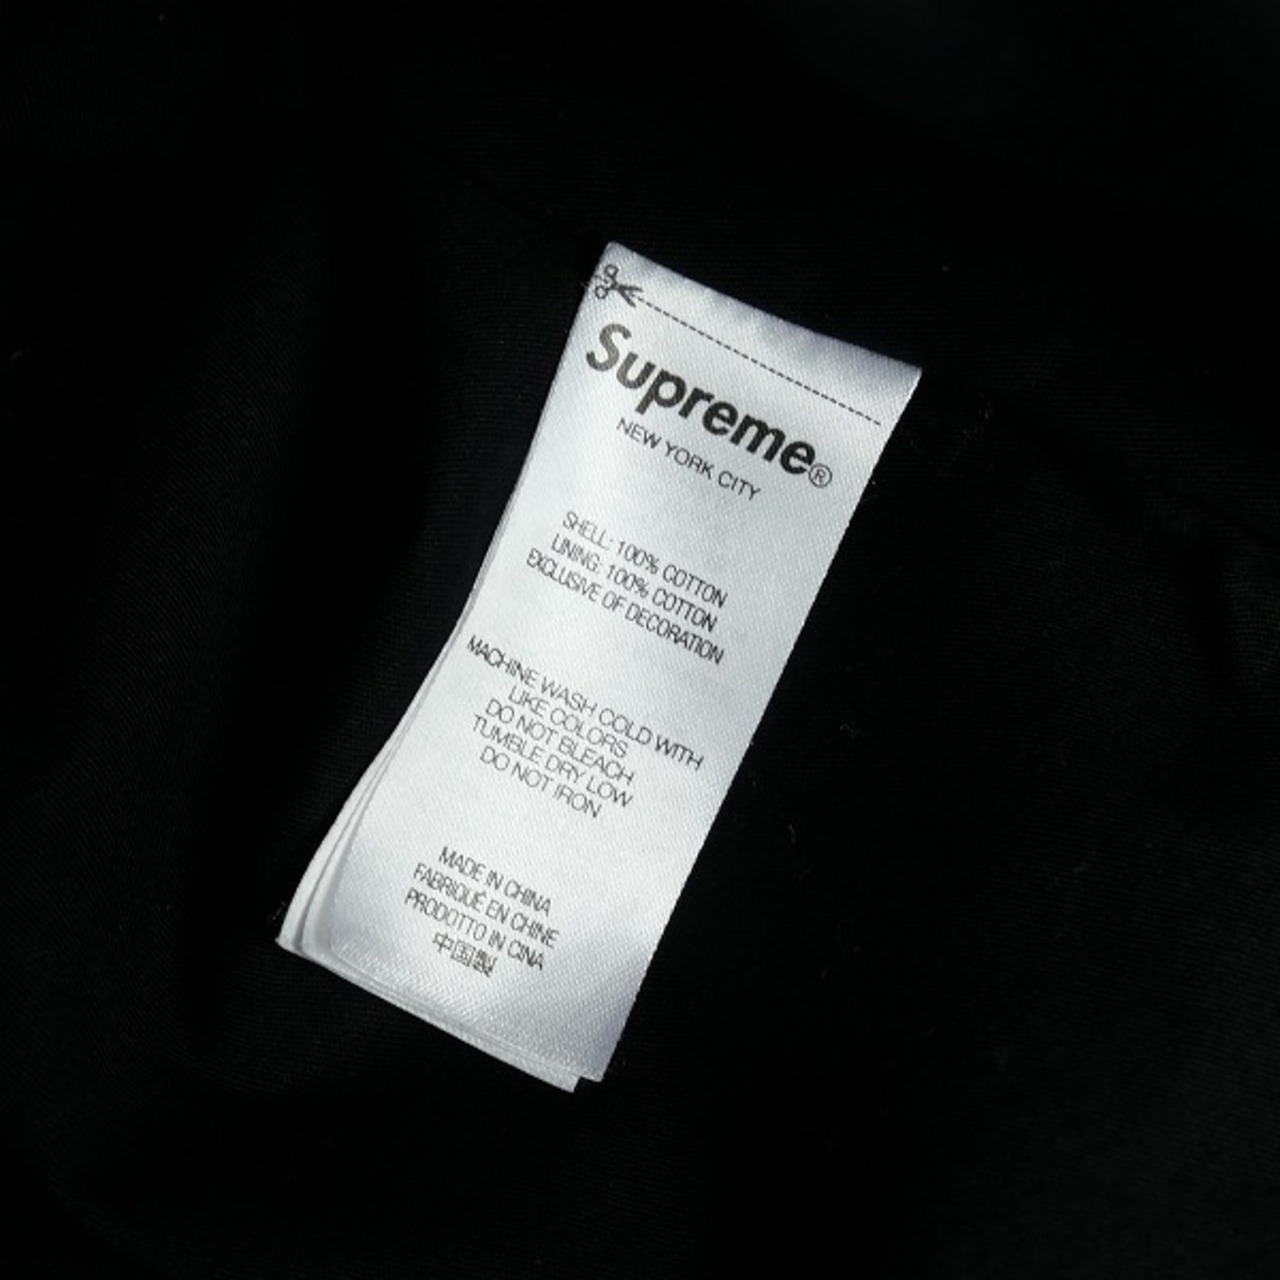 Supreme®
NEW YORK CITY
SHELL: 100% COTTON
LINING: 100% COTTON
EXCLUSIVE OF DECORATION
MACHINE WASH COLD WITH
LIKE COLORS
DO NOT BLEACH
TUMBLE DRY LOW
DO NOT IRON
MADE IN CHINA
FABRIQUÉ EN CHINE
PRODOTTO IN CINA
中国製